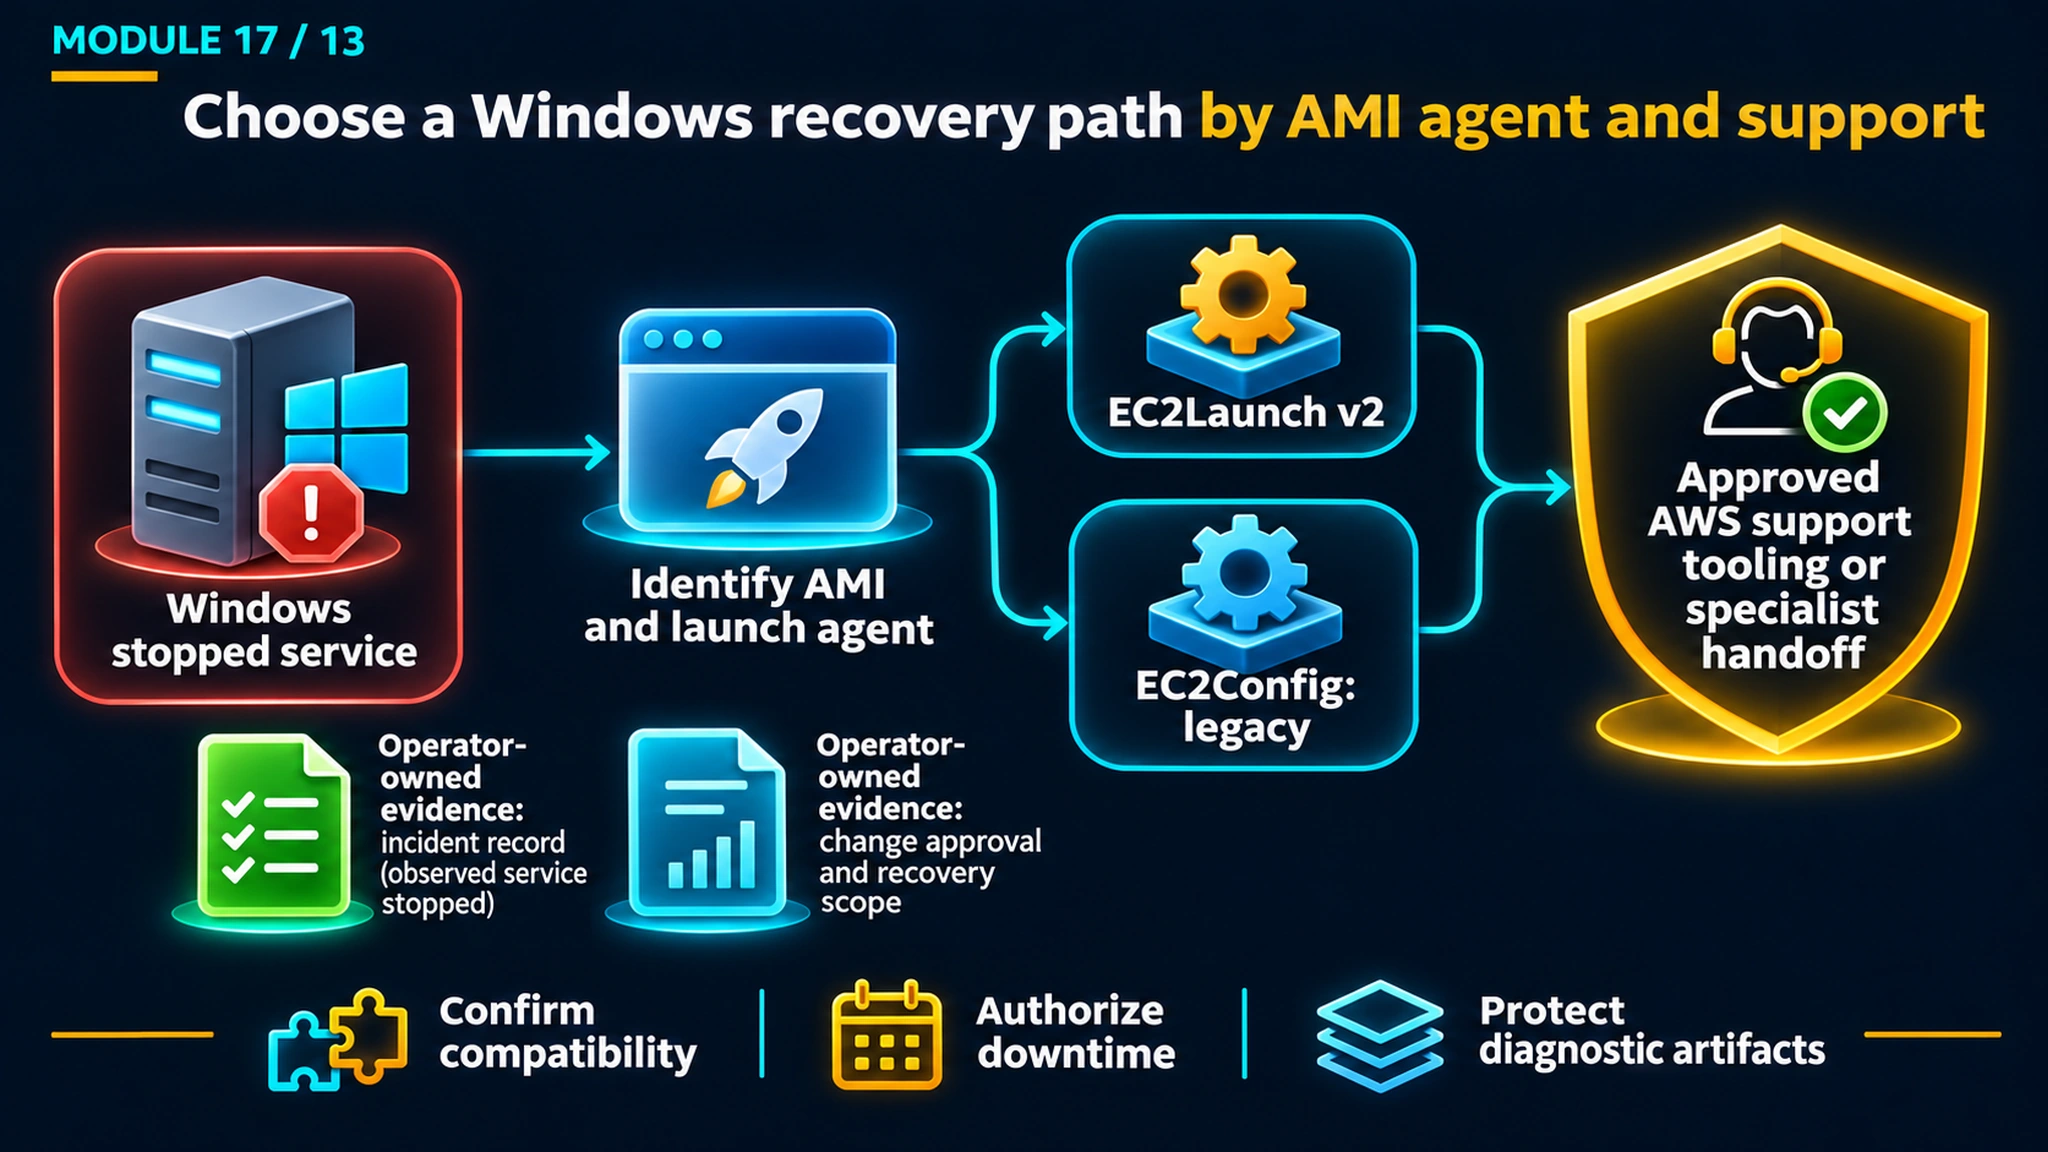 MODULE 17 / 13
Choose a Windows recovery path by AMI agent and support
Windows
stopped service
Identify AMI
and launch agent
EC2Launch v2
EC2Config:
legacy
Approved
AWS support
tooling or
specialist
handoff
Operator-
owned
evidence:
incident record
(observed service
stopped)
Operator-
owned
evidence:
change approval
and recovery
scope
Confirm
compatibility
Authorize
downtime
Protect
diagnostic artifacts